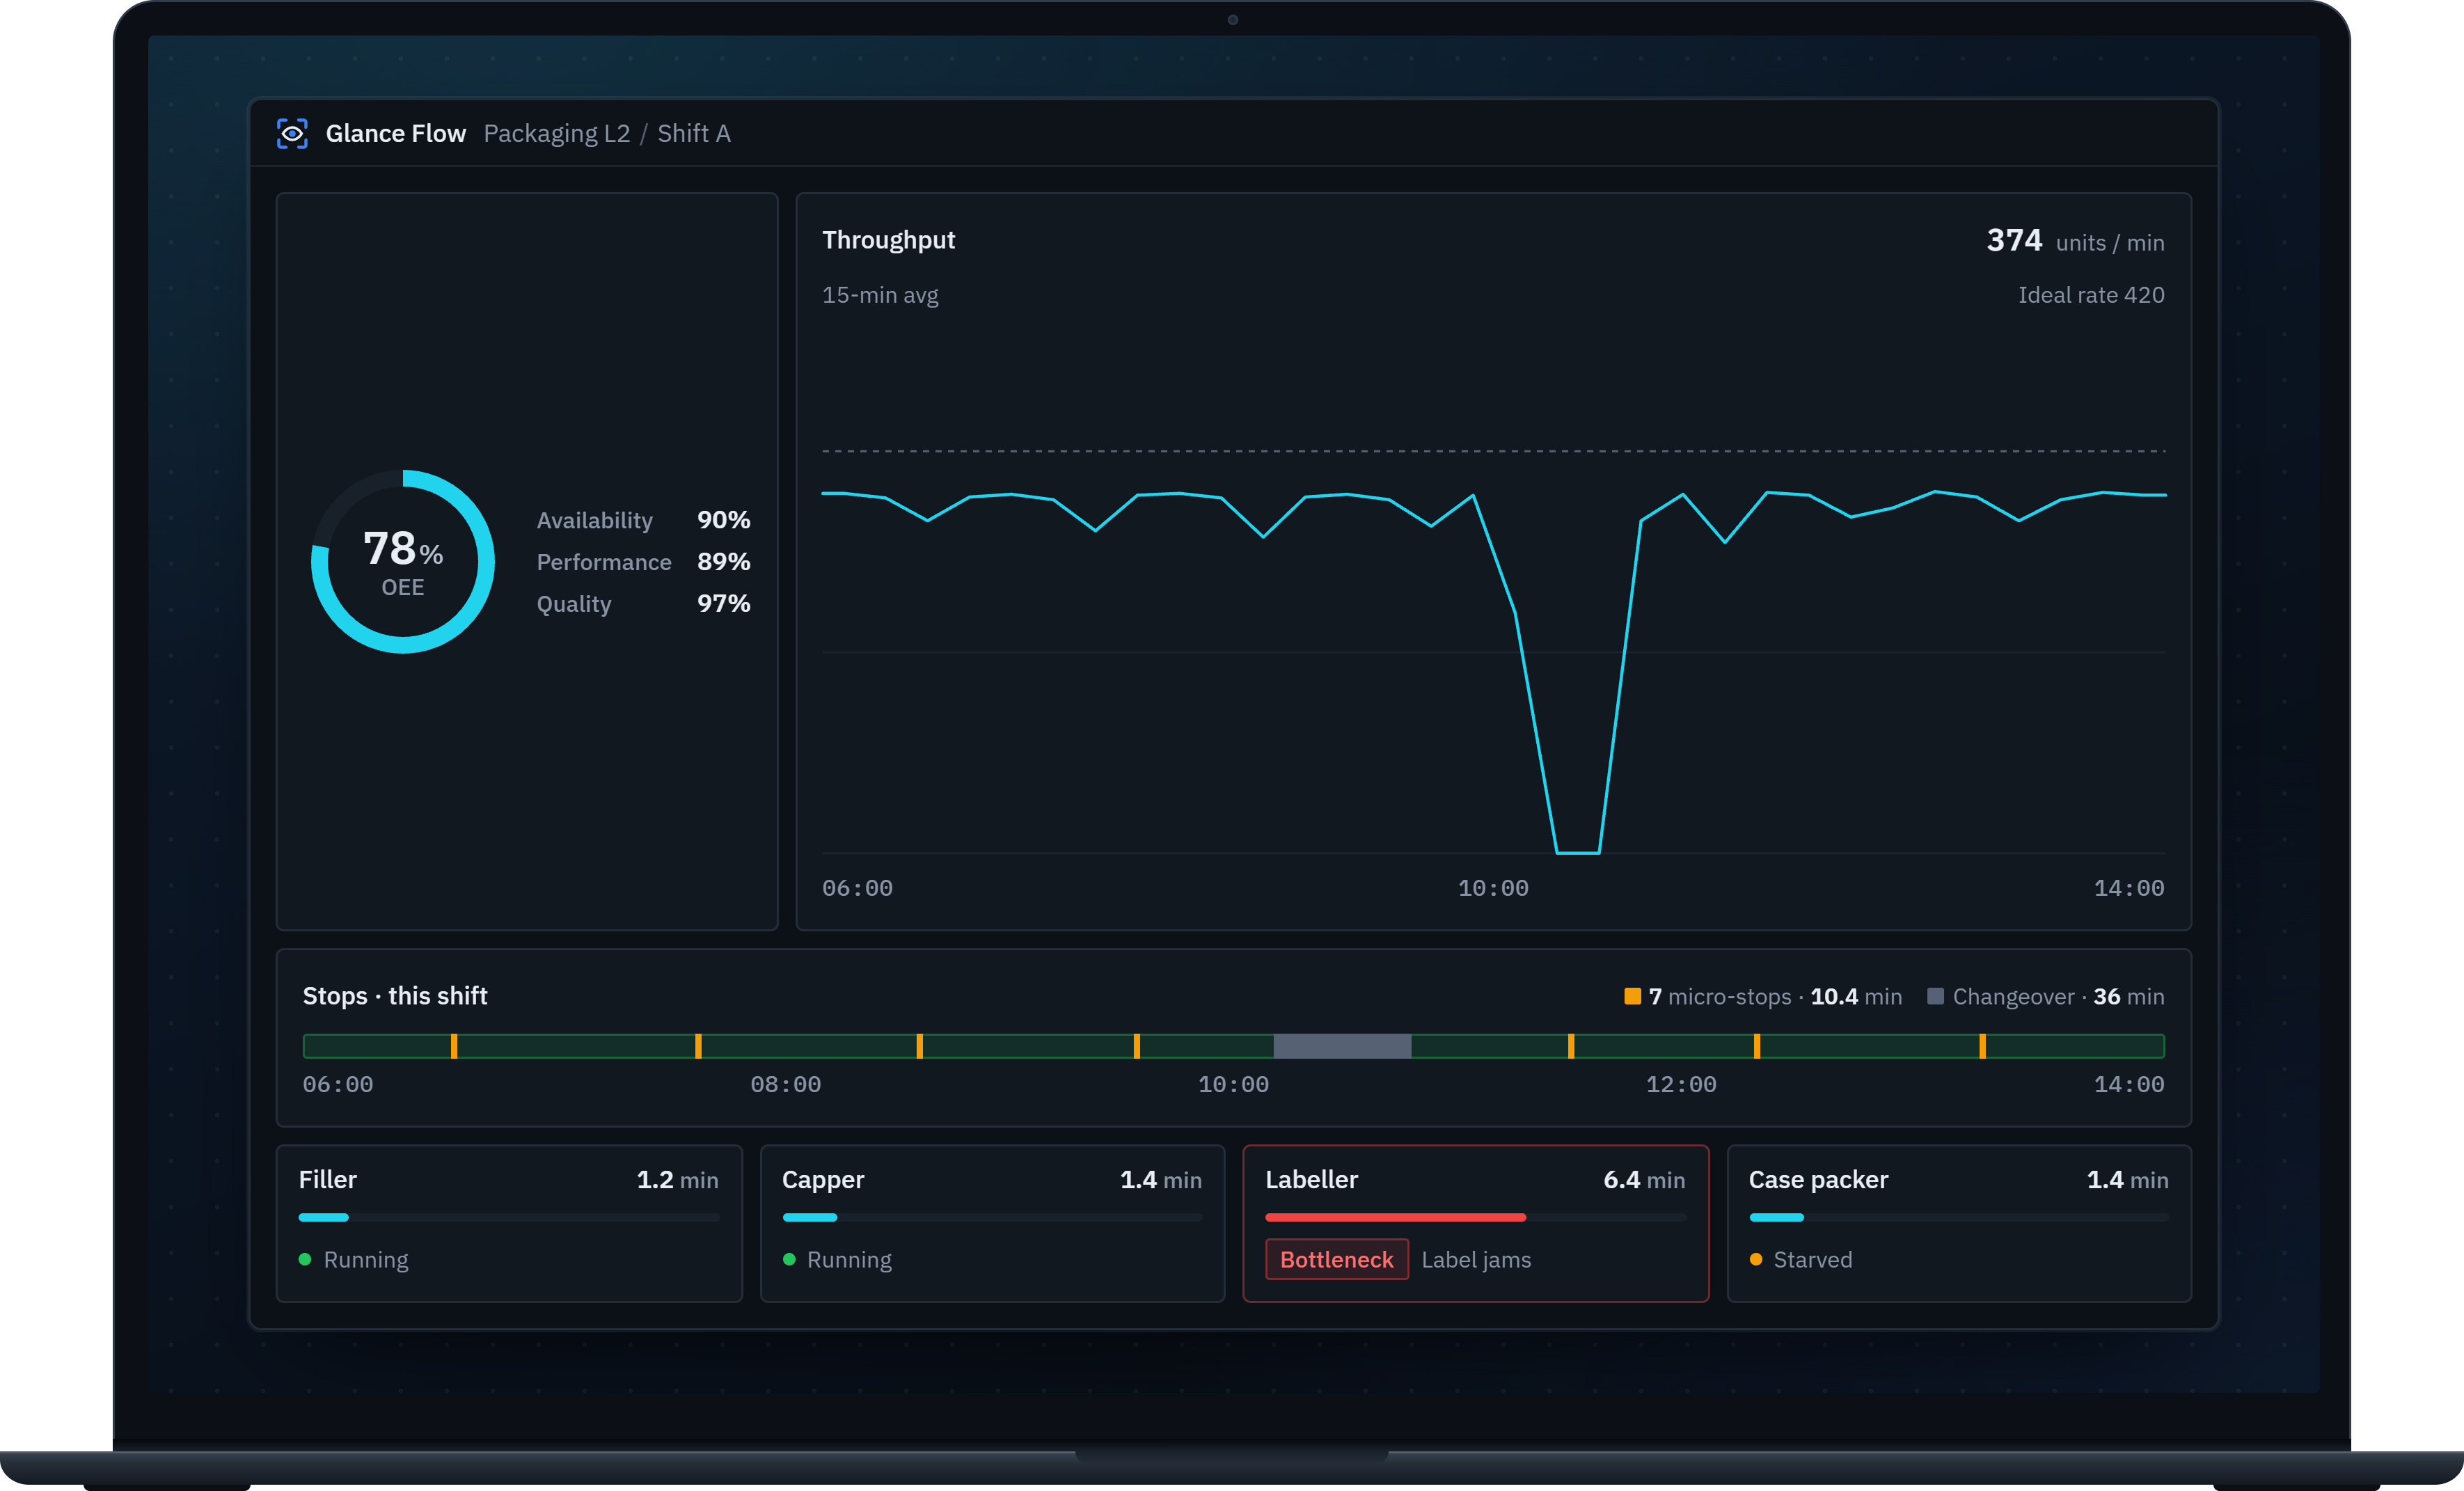 Glance Flow Packaging L2 / Shift A
78%
OEE
Availability 90%
Performance 89%
Quality 97%
Throughput
374 units / min
15-min avg
Ideal rate 420
06:00 10:00 14:00
Stops · this shift
7 micro-stops · 10.4 min
Changeover · 36 min
06:00 08:00 10:00 12:00 14:00
Filler 1.2 min
Running
Capper 1.4 min
Running
Labeller 6.4 min
Bottleneck Label jams
Case packer 1.4 min
Starved